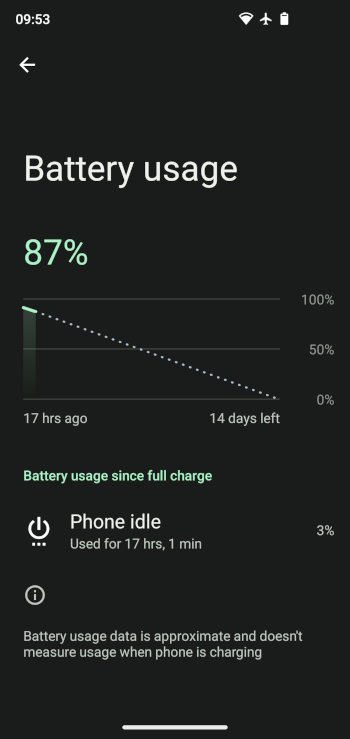 09:53
Battery usage
87%
100%
50%
0%
17 hrs ago
14 days left
Battery usage since full charge
Phone idle
3%
Used for 17 hrs, 1 min
Battery usage data is approximate and doesn't
measure usage when phone is charging